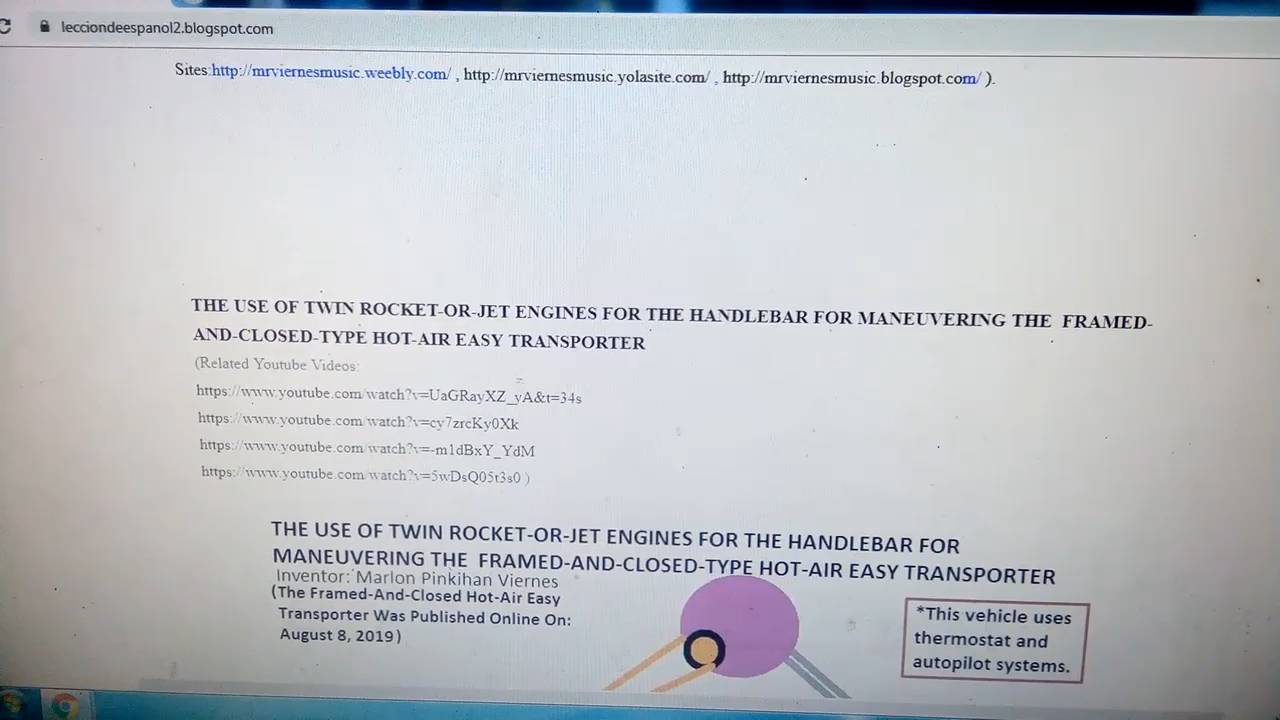 lecciondeespanol2.blogspot.com
Sites:http://mrviernesmusic.weebly.com/ , http://mrviernesmusic.yolasite.com/ , http://mrviernesmusic.blogspot.com/ ).
THE USE OF TWIN ROCKET-OR-JET ENGINES FOR THE HANDLEBAR FOR MANEUVERING THE FRAMED-
AND-CLOSED-TYPE HOT-AIR EASY TRANSPORTER
(Related Youtube Videos:
https://www.youtube.com/watch?v=UaGRayXZ_yA&t=34s
https://www.youtube.com/watch?v=cy7zrcKy0Xk
https://www.youtube.com/watch?v=-m1dBxY_YdM
https://www.youtube.com/watch?v=5wDsQ05t3s0 )
THE USE OF TWIN ROCKET-OR-JET ENGINES FOR THE HANDLEBAR FOR
MANEUVERING THE FRAMED-AND-CLOSED-TYPE HOT-AIR EASY TRANSPORTER
Inventor: Marlon Pinkihan Viernes
(The Framed-And-Closed Hot-Air Easy
Transporter Was Published Online On:
August 8, 2019)
*This vehicle uses
thermostat and
autopilot systems.